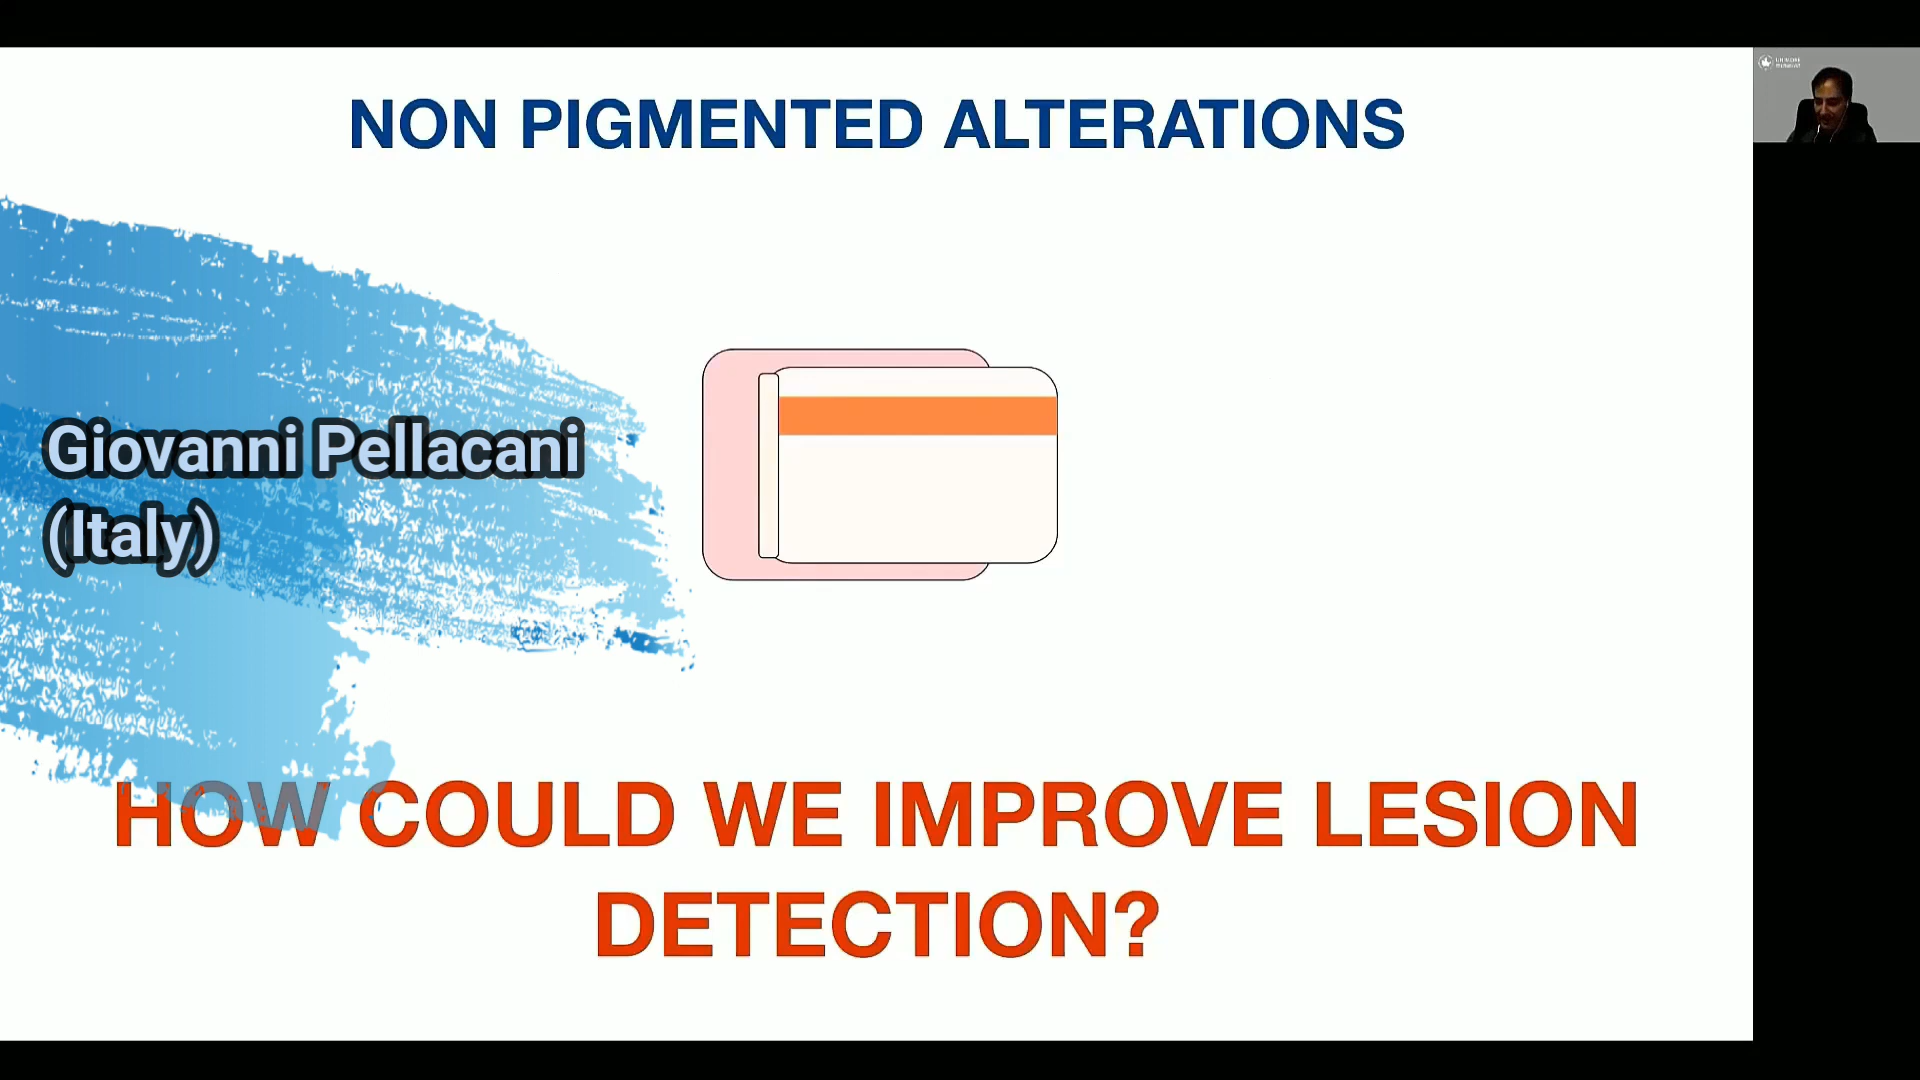 NON PIGMENTED ALTERATIONS
Giovanni Pellacani
(Italy)
HOW COULD WE IMPROVE LESION
DETECTION?